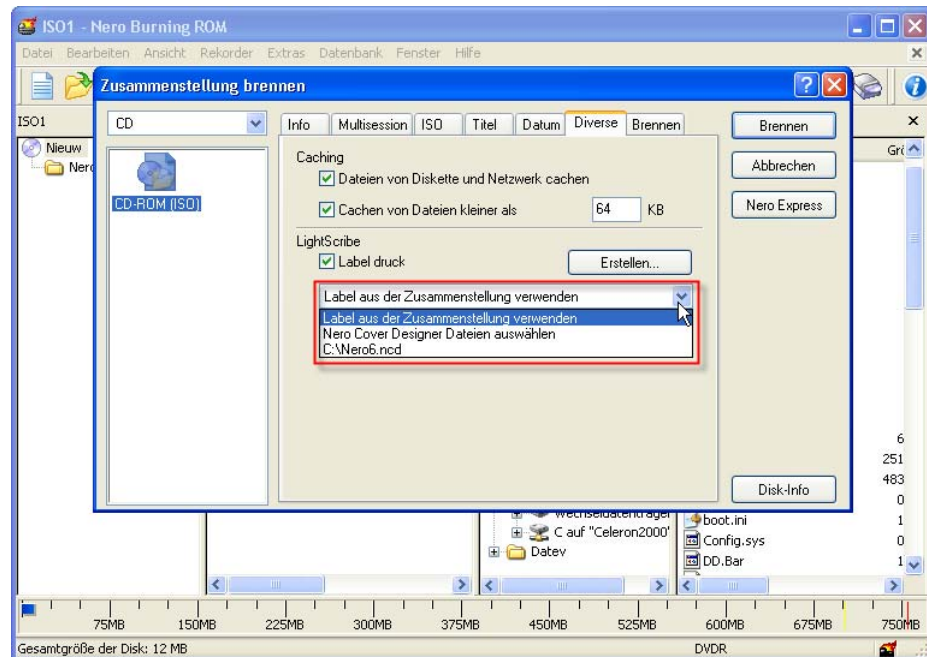 ISO1 - Nero Burning ROM
Datei Bearbeiten Ansicht Rekorder Extras Datenbank Fenster Hilfe
Zusammenstellung brennen
ISO1
Nieuw
Nero
CD
CD-ROM (ISO)
Info Multisession ISO Titel Datum Diverse Brennen
Caching
Dateien von Diskette und Netzwerk cachen
Cachen von Dateien kleiner als 64 KB
LightScribe
Label druck
Erstellen...
Label aus der Zusammenstellung verwenden
Label aus der Zusammenstellung verwenden
Nero Cover Designer Dateien auswählen
C:\Nero6.ncd
Brennen
Abbrechen
Nero Express
Disk-Info
6
251
483
0
Wechseldatenträger
boot.ini 1
C auf "Celeron2000"
Config.sys 0
Datev
DD.Bar 1
75MB 150MB 225MB 300MB 375MB 450MB 525MB 600MB 675MB 750MB
Gesamtgröße der Disk: 12 MB
DVDR